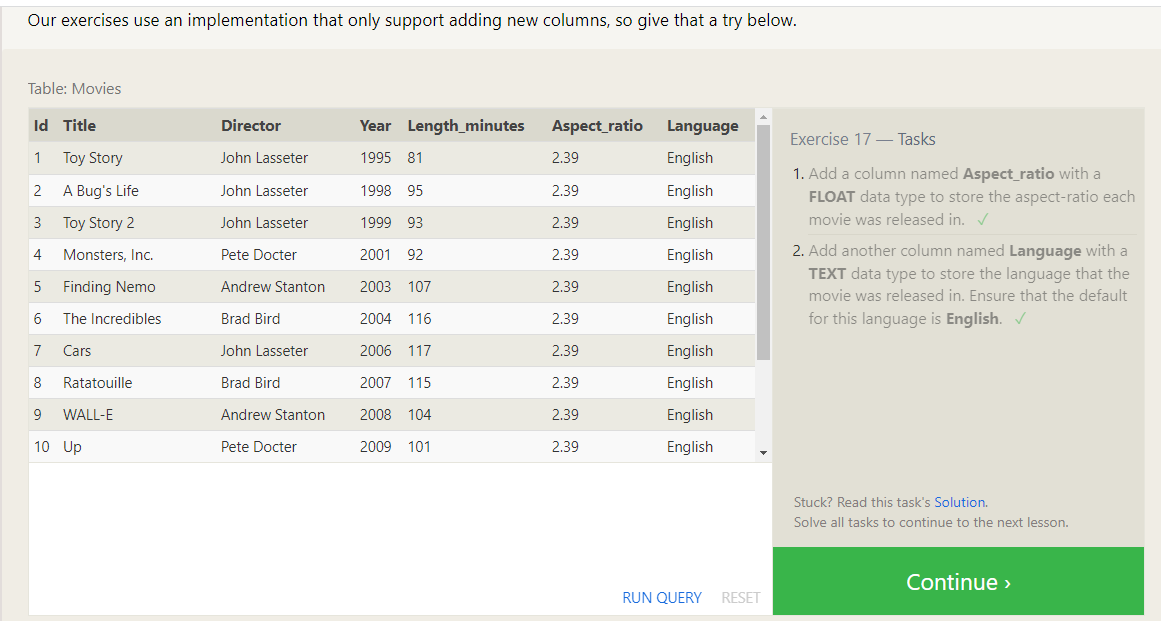 Our exercises use an implementation that only support adding new columns, so give that a try below.
Table: Movies
Id Title Director Year Length_minutes Aspect_ratio Language
1 Toy Story John Lasseter 1995 81 2.39 English
2 A Bug's Life John Lasseter 1998 95 2.39 English
3 Toy Story 2 John Lasseter 1999 93 2.39 English
4 Monsters, Inc. Pete Docter 2001 92 2.39 English
5 Finding Nemo Andrew Stanton 2003 107 2.39 English
6 The Incredibles Brad Bird 2004 116 2.39 English
7 Cars John Lasseter 2006 117 2.39 English
8 Ratatouille Brad Bird 2007 115 2.39 English
9 WALL-E Andrew Stanton 2008 104 2.39 English
10 Up Pete Docter 2009 101 2.39 English
RUN QUERY RESET
Exercise 17 — Tasks
1. Add a column named Aspect_ratio with a
FLOAT data type to store the aspect-ratio each
movie was released in. ✓
2. Add another column named Language with a
TEXT data type to store the language that the
movie was released in. Ensure that the default
for this language is English. ✓
Stuck? Read this task's Solution.
Solve all tasks to continue to the next lesson.
Continue ›